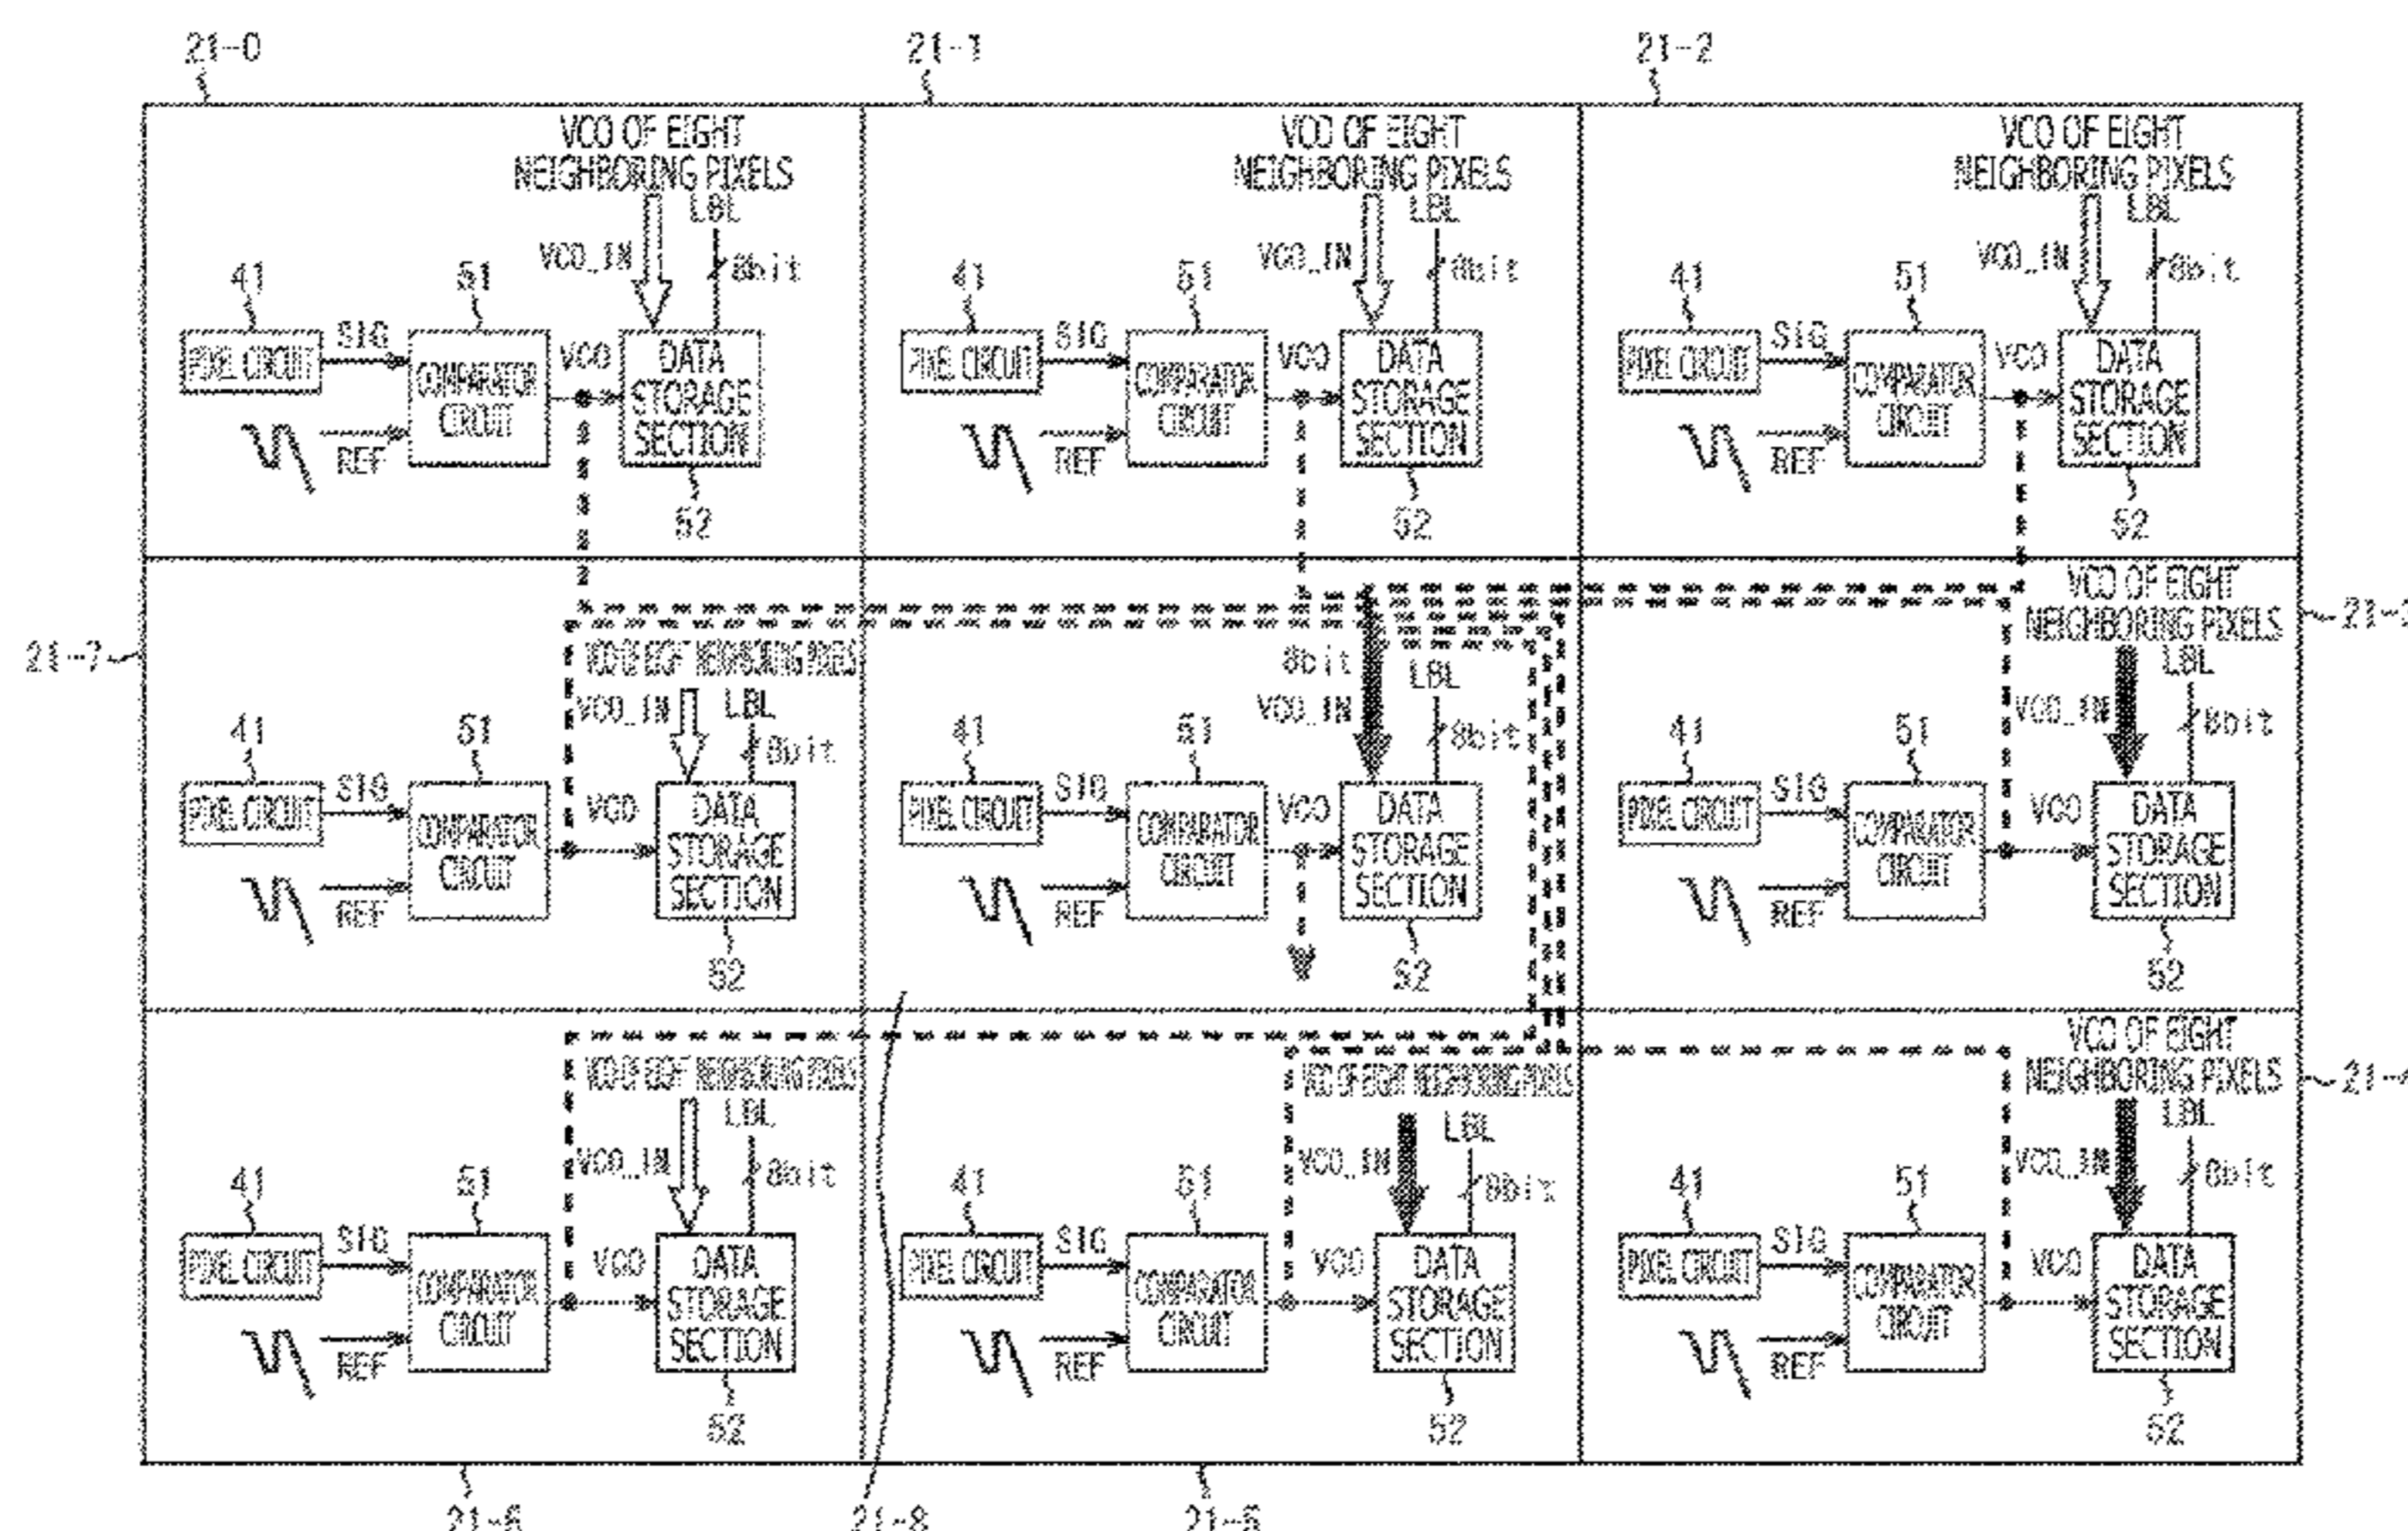 21-0
21-1
21-2
VCO OF EIGHT
NEIGHBORING PIXELS
LBL
VCO_IN
8bit
41
51
PIXEL CIRCUIT
SIG
COMPARATOR
CIRCUIT
VCO
DATA
STORAGE
SECTION
REF
52
VCO OF EIGHT
NEIGHBORING PIXELS
LBL
VCO_IN
8bit
41
51
PIXEL CIRCUIT
SIG
COMPARATOR
CIRCUIT
VCO
DATA
STORAGE
SECTION
REF
52
VCO OF EIGHT
NEIGHBORING PIXELS
LBL
VCO_IN
8bit
41
51
PIXEL CIRCUIT
SIG
COMPARATOR
CIRCUIT
VCO
DATA
STORAGE
SECTION
REF
52
21-7
VCO OF EIGHT NEIGHBORING PIXELS
VCO_IN
LBL
8bit
41
51
PIXEL CIRCUIT
SIG
COMPARATOR
CIRCUIT
VCO
DATA
STORAGE
SECTION
REF
52
8bit
LBL
VCO_IN
8bit
41
51
PIXEL CIRCUIT
SIG
COMPARATOR
CIRCUIT
VCO
DATA
STORAGE
SECTION
REF
52
VCO OF EIGHT
NEIGHBORING PIXELS
LBL
VCO_IN
8bit
41
51
PIXEL CIRCUIT
SIG
COMPARATOR
CIRCUIT
VCO
DATA
STORAGE
SECTION
REF
52
VCO OF EIGHT NEIGHBORING PIXELS
LBL
VCO_IN
8bit
41
51
PIXEL CIRCUIT
SIG
COMPARATOR
CIRCUIT
VCO
DATA
STORAGE
SECTION
REF
52
VCO OF EIGHT NEIGHBORING PIXELS
LBL
VCO_IN
8bit
41
51
PIXEL CIRCUIT
SIG
COMPARATOR
CIRCUIT
VCO
DATA
STORAGE
SECTION
REF
52
VCO OF EIGHT
NEIGHBORING PIXELS
LBL
VCO_IN
8bit
41
51
PIXEL CIRCUIT
SIG
COMPARATOR
CIRCUIT
VCO
DATA
STORAGE
SECTION
REF
52
21-6
21-8
21-5